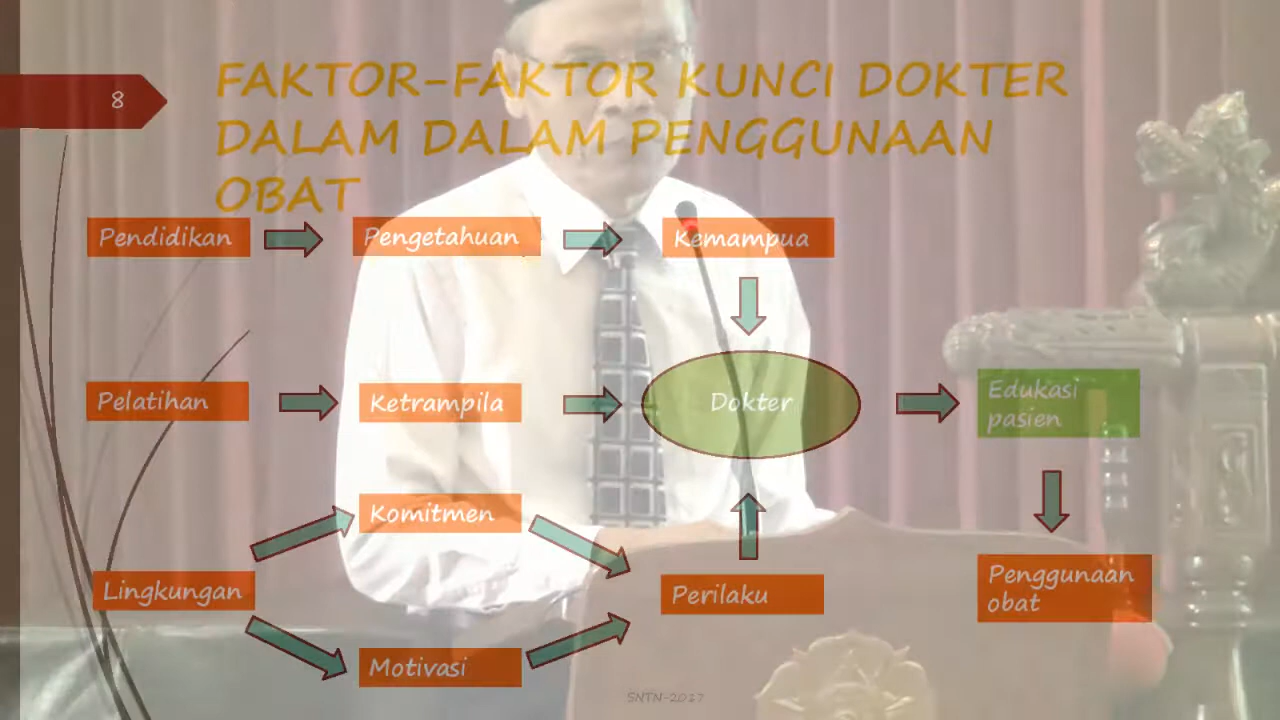 8
FAKTOR-FAKTOR KUNCI DOKTER
DALAM DALAM PENGGUNAAN
OBAT
Pendidikan
Pengetahuan
Kemampua
Pelatihan
Ketrampila
Dokter
Edukasi
pasien
Komitmen
Lingkungan
Perilaku
Penggunaan
obat
Motivasi
SNTN-2017